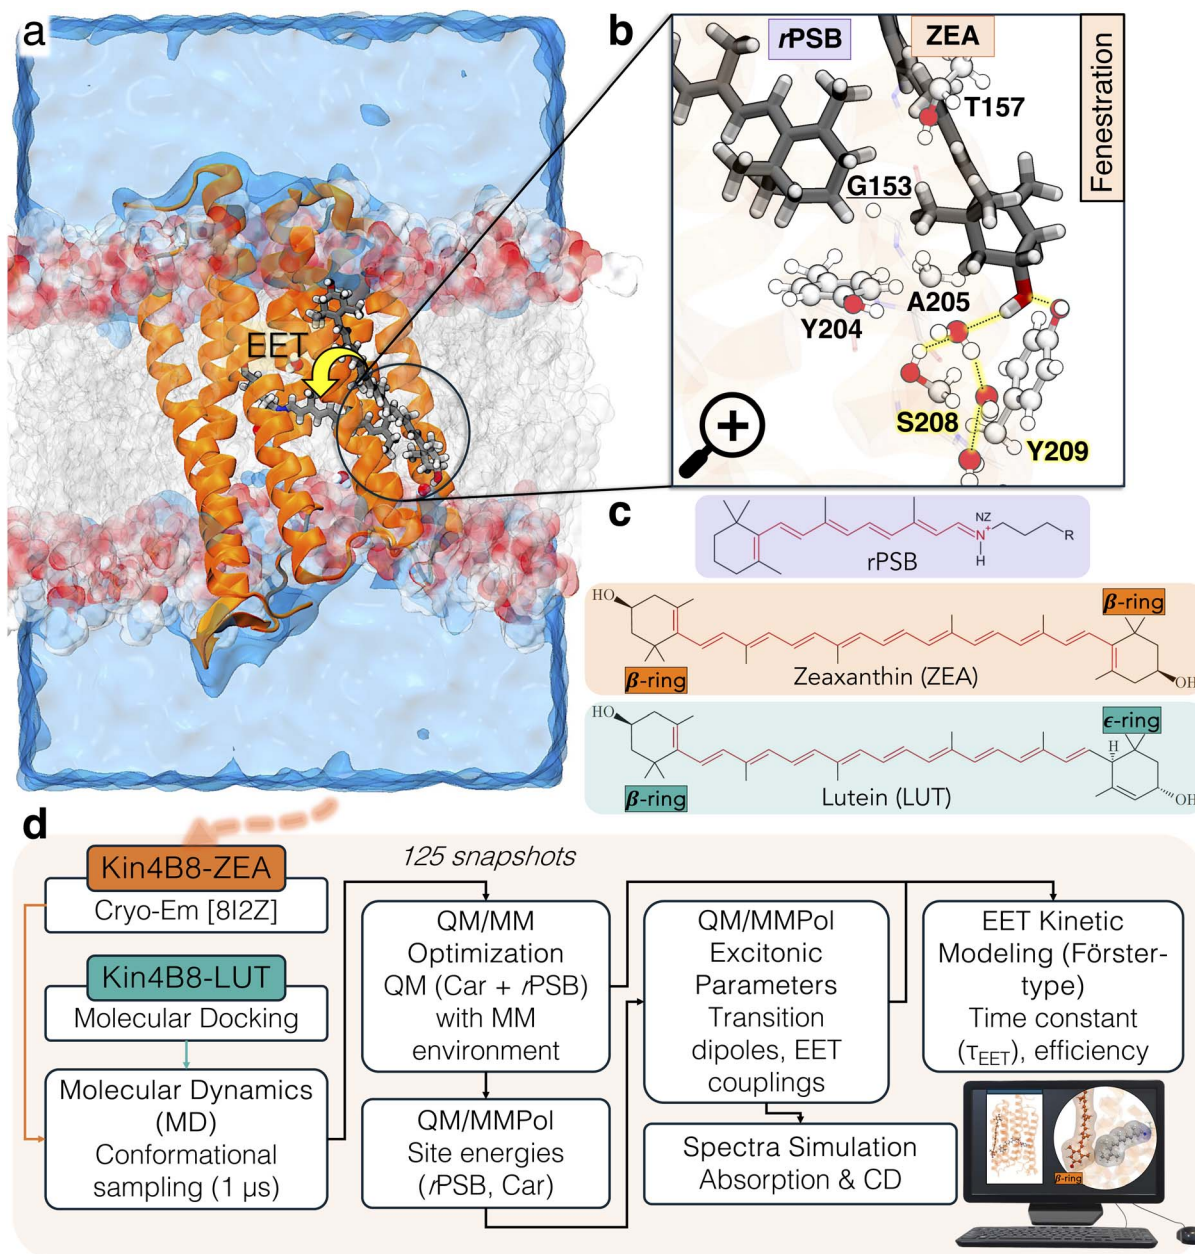 a
EET
b
rPSB
ZEA
Fenestration
T157
G153
A205
Y204
S208
Y209
c
NZ
N+
H
R
rPSB
HO
β-ring
β-ring
Zeaxanthin (ZEA)
OH
HO
ϵ-ring
H
β-ring
Lutein (LUT)
OH
d
Kin4B8-ZEA
Cryo-Em [8I2Z]
Kin4B8-LUT
Molecular Docking
Molecular Dynamics
(MD)
Conformational
sampling (1 µs)
125 snapshots
QM/MM
Optimization
QM (Car + rPSB)
with MM
environment
QM/MMPol
Site energies
(rPSB, Car)
QM/MMPol
Excitonic
Parameters
Transition
dipoles, EET
couplings
Spectra Simulation
Absorption & CD
EET Kinetic
Modeling (Förster-
type)
Time constant
(τEET), efficiency
β-ring